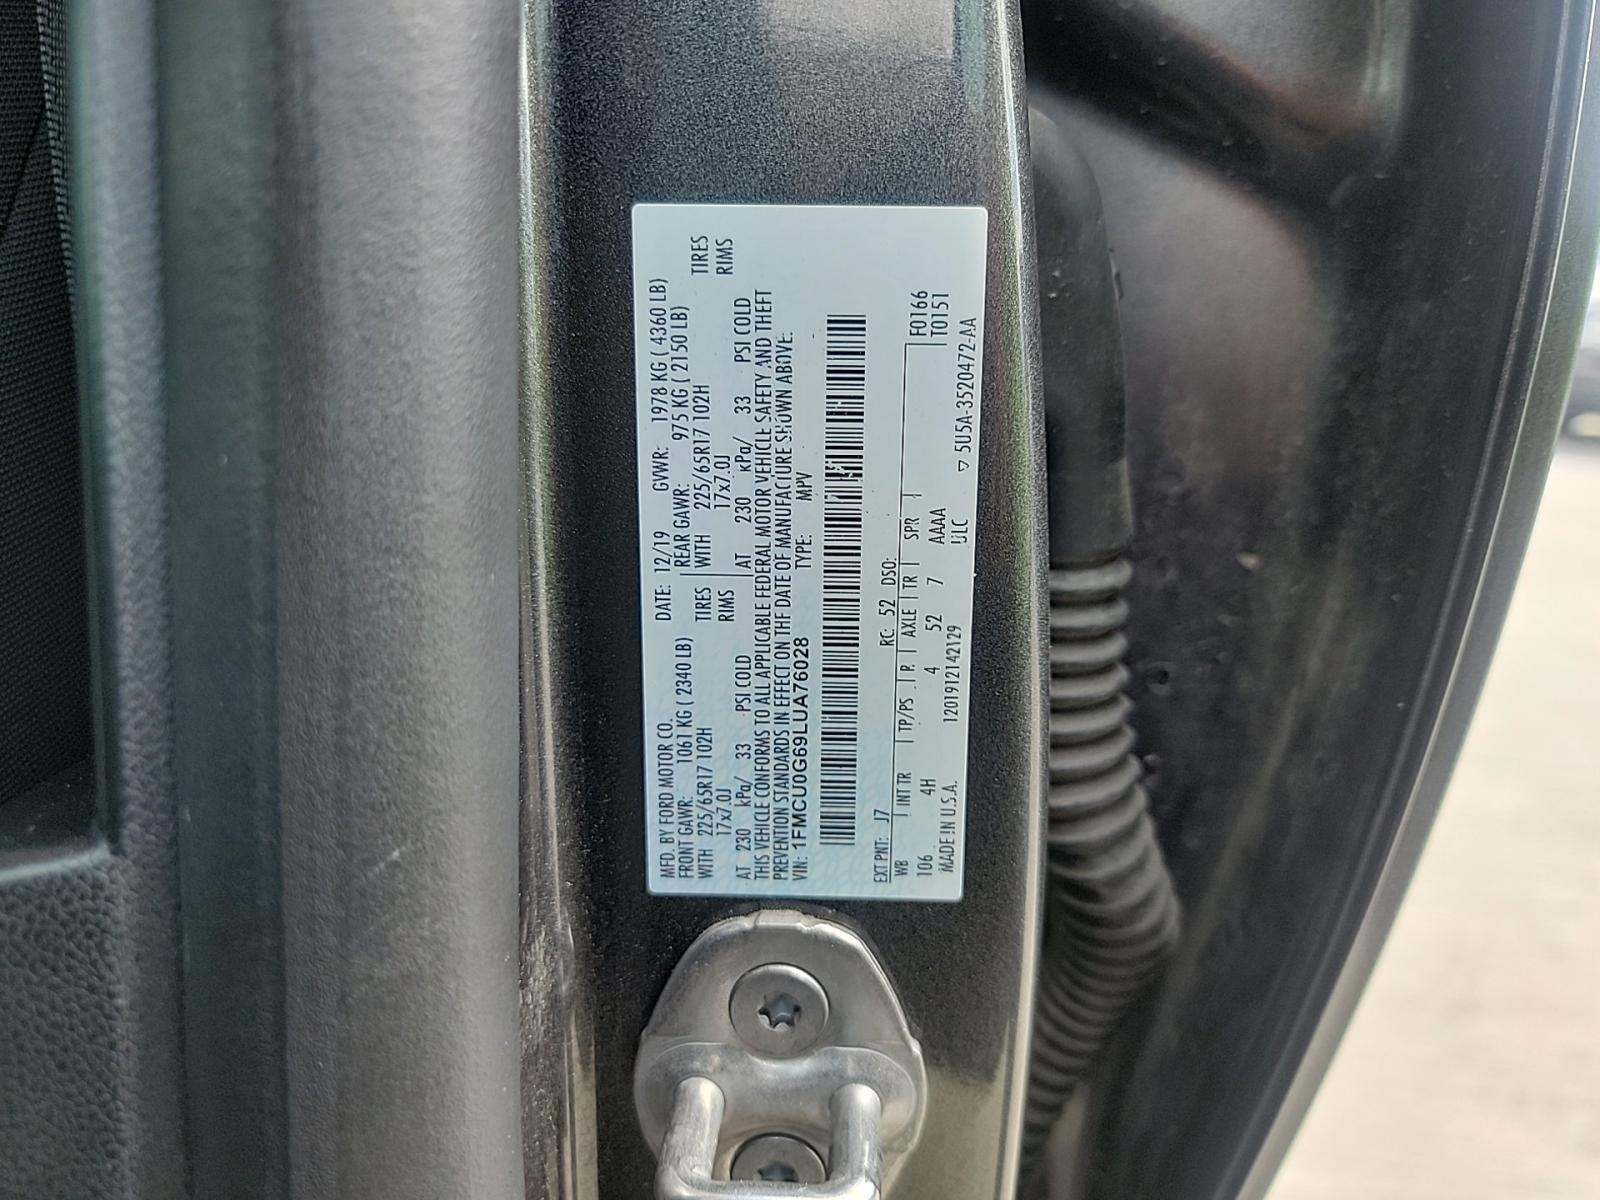 MFD. BY FORD MOTOR CO. DATE: 12/19 GVWR: 1978 KG ( 4360 LB)
FRONT GAWR: 1061 KG ( 2340 LB) REAR GAWR: 975 KG ( 2150 LB)
WITH 225/65R17 102H TIRES WITH 225/65R17 102H TIRES
17x7.0J RIMS 17x7.0J RIMS
AT 230 kPa/ 33 PSI COLD AT 230 kPa/ 33 PSI COLD
THIS VEHICLE CONFORMS TO ALL APPLICABLE FEDERAL MOTOR VEHICLE SAFETY AND THEFT
PREVENTION STANDARDS IN EFFECT ON THE DATE OF MANUFACTURE SHOWN ABOVE.
VIN: 1FMCU0G69LUA76028 TYPE: MPV
EXT PNT: J7 RC: 52 DSO: F0166
WB INT TR TP/PS R AXLE TR SPR T0151
106 4H 4 52 7 AAAA
MADE IN U.S.A. 120191214212​9 ULC ▽ 5U5A-3520472-AA